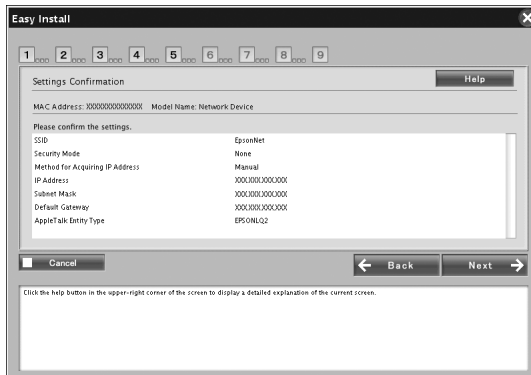 Easy Install
1 2 3 4 5 6 7 8 9
Settings Confirmation
Help
MAC Address: XXXXXXXXXXXXXX Model Name: Network Device
Please confirm the settings.
SSID EpsonNet
Security Mode None
Method for Acquiring IP Address Manual
IP Address XXX.XXX.XXX.XXX
Subnet Mask XXX.XXX.XXX.XXX
Default Gateway XXX.XXX.XXX.XXX
AppleTalk Entity Type EPSONLQ2
Cancel
Back
Next
Click the help button in the upper-right corner of the screen to display a detailed explanation of the current screen.